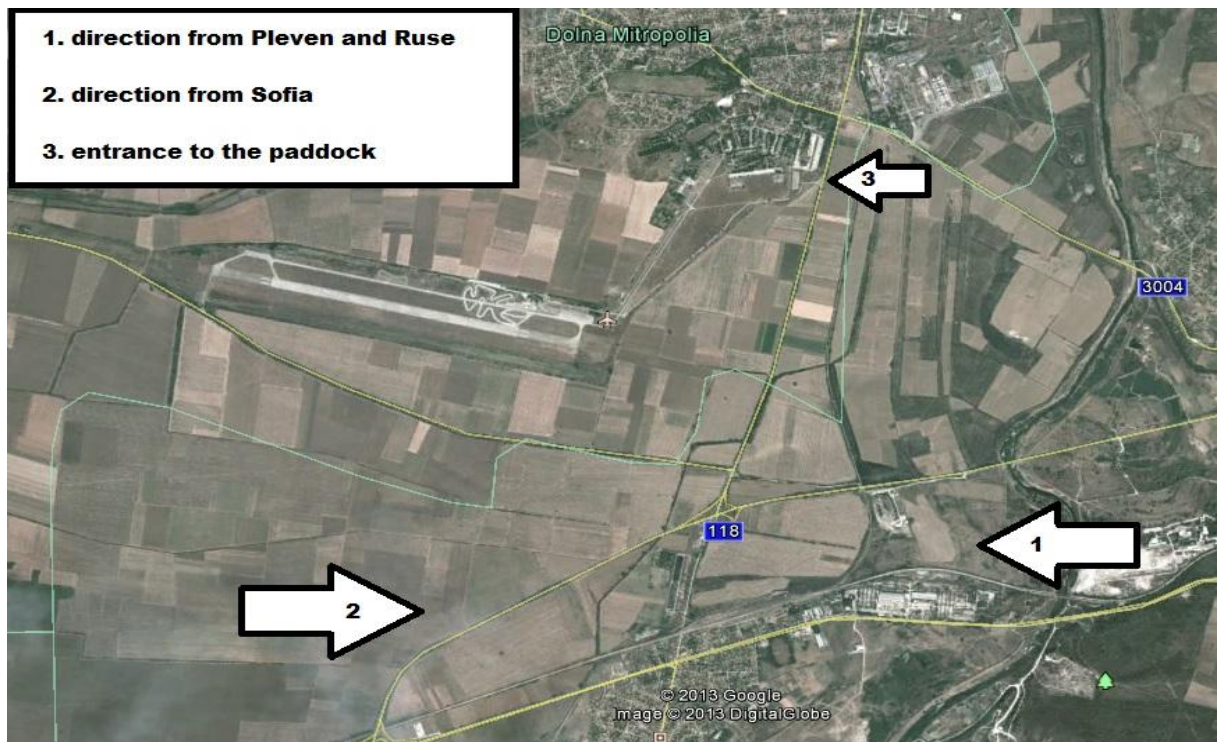 1. direction from Pleven and Ruse
2. direction from Sofia
3. entrance to the paddock
Dolna Mitropolia
3
3004
118
1
2
© 2013 Google
Image © 2013 DigitalGlobe